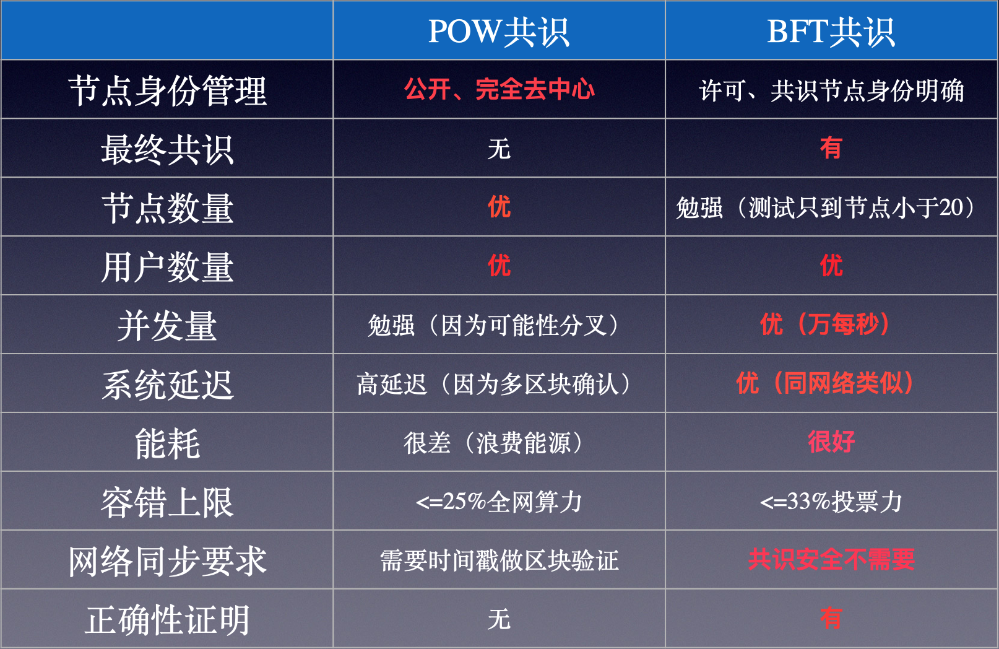 POW共识 BFT共识
节点身份管理 公开、完全去中心 许可、共识节点身份明确
最终共识 无 有
节点数量 优 勉强（测试只到节点小于20）
用户数量 优 优
并发量 勉强（因为可能性分叉） 优（万每秒）
系统延迟 高延迟（因为多区块确认） 优（同网络类似）
能耗 很差（浪费能源） 很好
容错上限 <=25%全网算力 <=33%投票力
网络同步要求 需要时间戳做区块验证 共识安全不需要
正确性证明 无 有